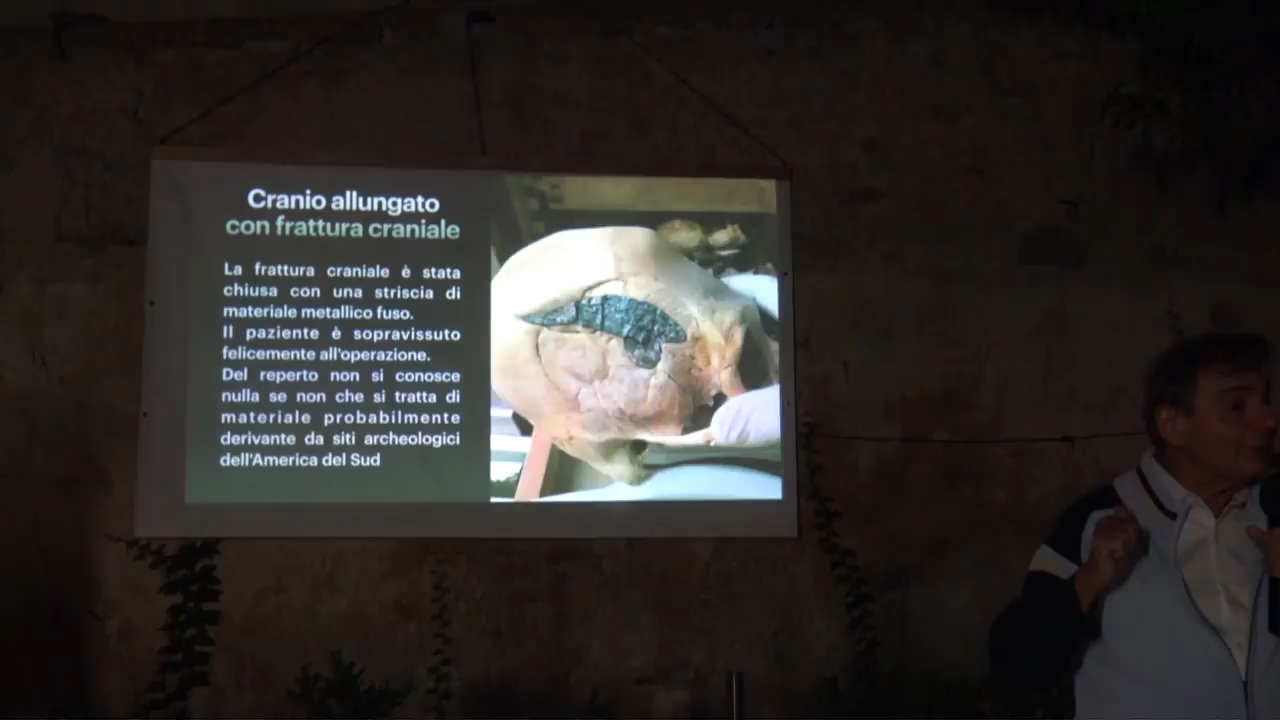 Cranio allungato
con frattura craniale
La frattura craniale è stata
chiusa con una striscia di
materiale metallico fuso.
Il paziente è sopravissuto
felicemente all'operazione.
Del reperto non si conosce
nulla se non che si tratta di
materiale probabilmente
derivante da siti archeologici
dell'America del Sud